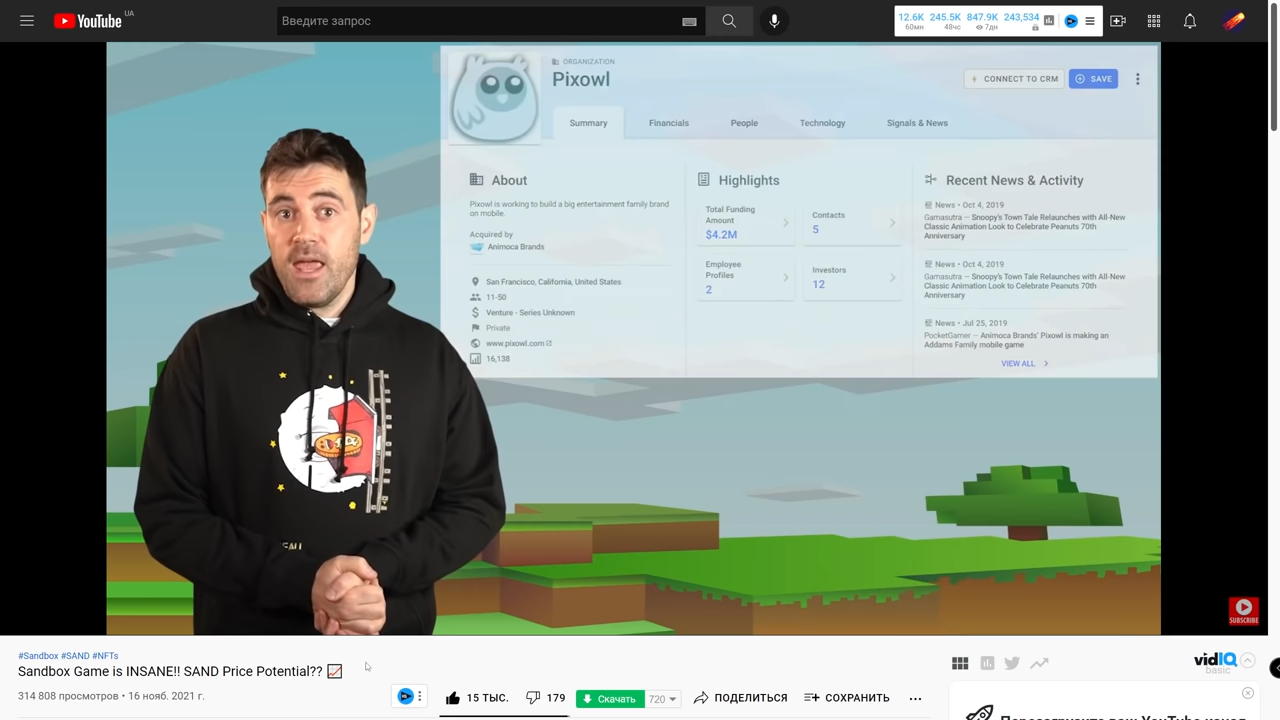 YouTube UA
Введите запрос
12.6K 245.5K 847.9K 243,534
60мн 48чс 7дн
ORGANIZATION
Pixowl
CONNECT TO CRM
SAVE
Summary Financials People Technology Signals & News
About
Pixowl is working to build a big entertainment family brand
on mobile.
Acquired by
Animoca Brands
San Francisco, California, United States
11-50
Venture - Series Unknown
Private
www.pixowl.com
16,138
Highlights
Total Funding
Amount
$4.2M
Contacts
5
Employee
Profiles
2
Investors
12
Recent News & Activity
News • Oct 4, 2019
Gamasutra — Snoopy's Town Tale Relaunches with All-New
Classic Animation Look to Celebrate Peanuts 70th
Anniversary
News • Oct 4, 2019
Gamasutra — Snoopy's Town Tale Relaunches with All-New
Classic Animation Look to Celebrate Peanuts 70th
Anniversary
News • Jul 25, 2019
PocketGamer — Animoca Brands' Pixowl is making an
Addams Family mobile game
VIEW ALL
SUBSCRIBE
#Sandbox #SAND #NFTs
Sandbox Game is INSANE!! SAND Price Potential??
314 808 просмотров • 16 нояб. 2021 г.
15 ТЫС. 179 Скачать 720 ПОДЕЛИТЬСЯ СОХРАНИТЬ
vidIQ
basic